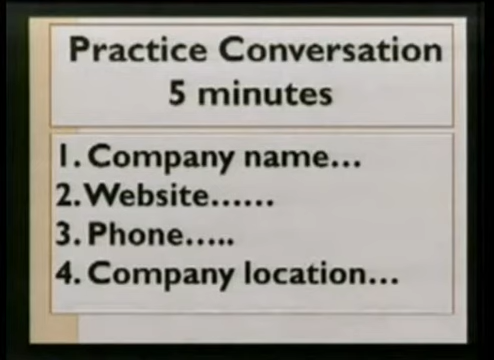 Practice Conversation
5 minutes
1. Company name...
2. Website......
3. Phone.....
4. Company location...